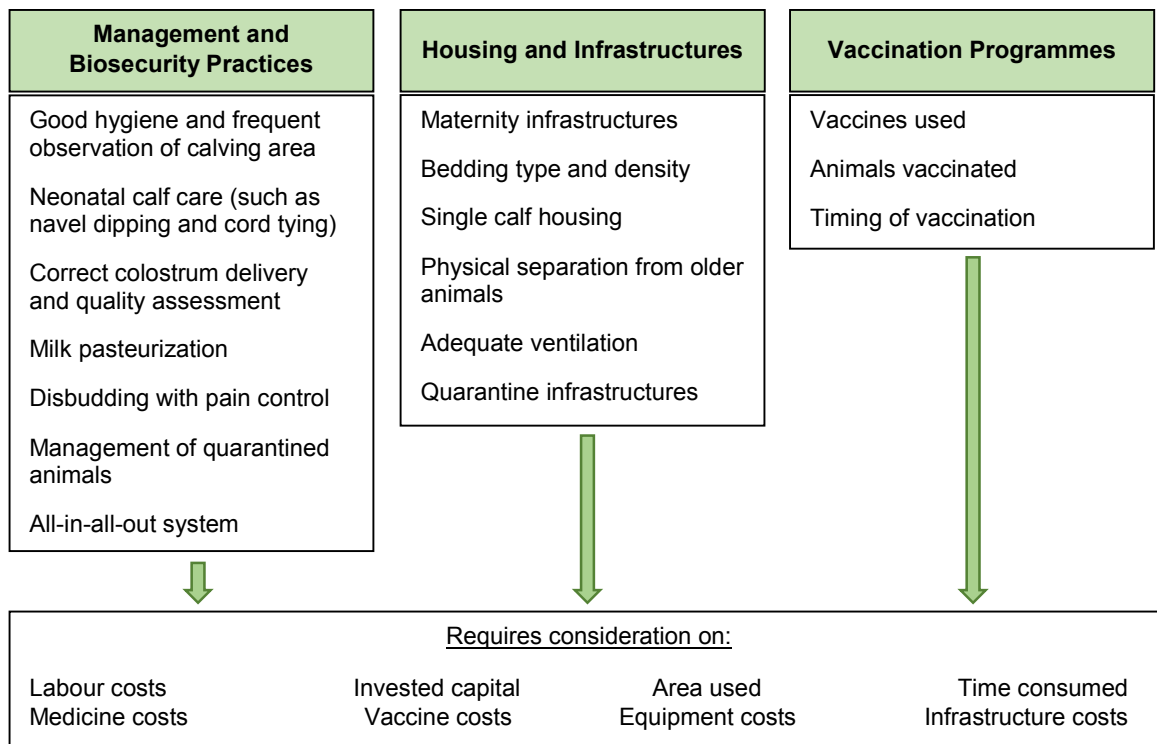 Management and
Biosecurity Practices
Good hygiene and frequent
observation of calving area
Neonatal calf care (such as
navel dipping and cord tying)
Correct colostrum delivery
and quality assessment
Milk pasteurization
Disbudding with pain control
Management of quarantined
animals
All-in-all-out system
Housing and Infrastructures
Maternity infrastructures
Bedding type and density
Single calf housing
Physical separation from older
animals
Adequate ventilation
Quarantine infrastructures
Vaccination Programmes
Vaccines used
Animals vaccinated
Timing of vaccination
Requires consideration on:
Labour costs Invested capital Area used Time consumed
Medicine costs Vaccine costs Equipment costs Infrastructure costs